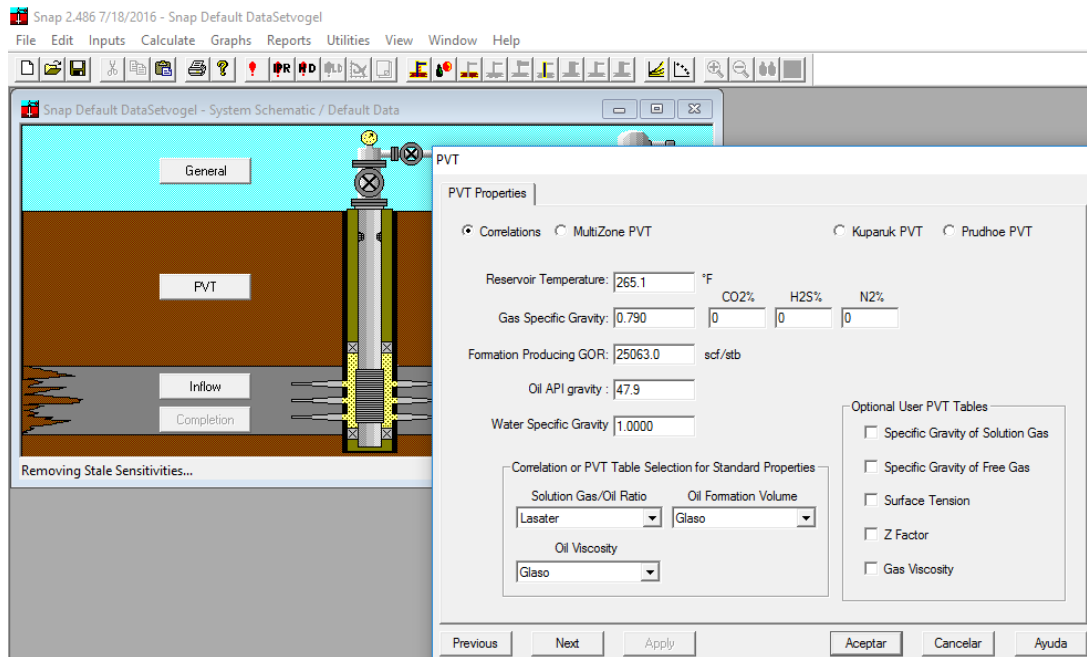 Snap 2.486 7/18/2016 - Snap Default DataSetvogel
File Edit Inputs Calculate Graphs Reports Utilities View Window Help
Snap Default DataSetvogel - System Schematic / Default Data
General
PVT
Inflow
Completion
Removing Stale Sensitivities...
PVT
PVT Properties
Correlations MultiZone PVT Kuparuk PVT Prudhoe PVT
Reservoir Temperature: 265.1 °F
CO2% H2S% N2%
Gas Specific Gravity: 0.790 0 0 0
Formation Producing GOR: 25063.0 scf/stb
Oil API gravity : 47.9
Water Specific Gravity 1.0000
Correlation or PVT Table Selection for Standard Properties
Solution Gas/Oil Ratio Oil Formation Volume
Lasater Glaso
Oil Viscosity
Glaso
Optional User PVT Tables
Specific Gravity of Solution Gas
Specific Gravity of Free Gas
Surface Tension
Z Factor
Gas Viscosity
Previous Next Apply Aceptar Cancelar Ayuda